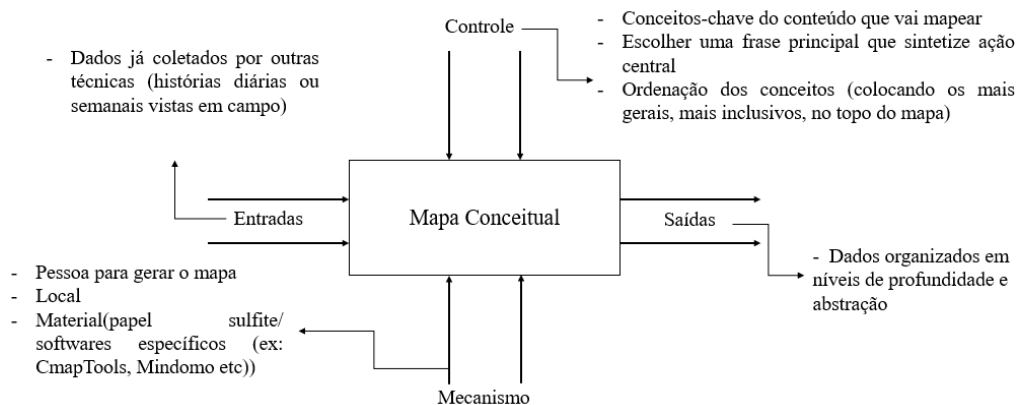 Controle
- Conceitos-chave do conteúdo que vai mapear
- Escolher uma frase principal que sintetize ação
central
- Ordenação dos conceitos (colocando os mais
gerais, mais inclusivos, no topo do mapa)
- Dados já coletados por outras
técnicas (histórias diárias ou
semanais vistas em campo)
Entradas
Mapa Conceitual
Saídas
- Dados organizados em
níveis de profundidade e
abstração
- Pessoa para gerar o mapa
- Local
- Material(papel sulfite/
softwares específicos (ex:
CmapTools, Mindomo etc))
Mecanismo